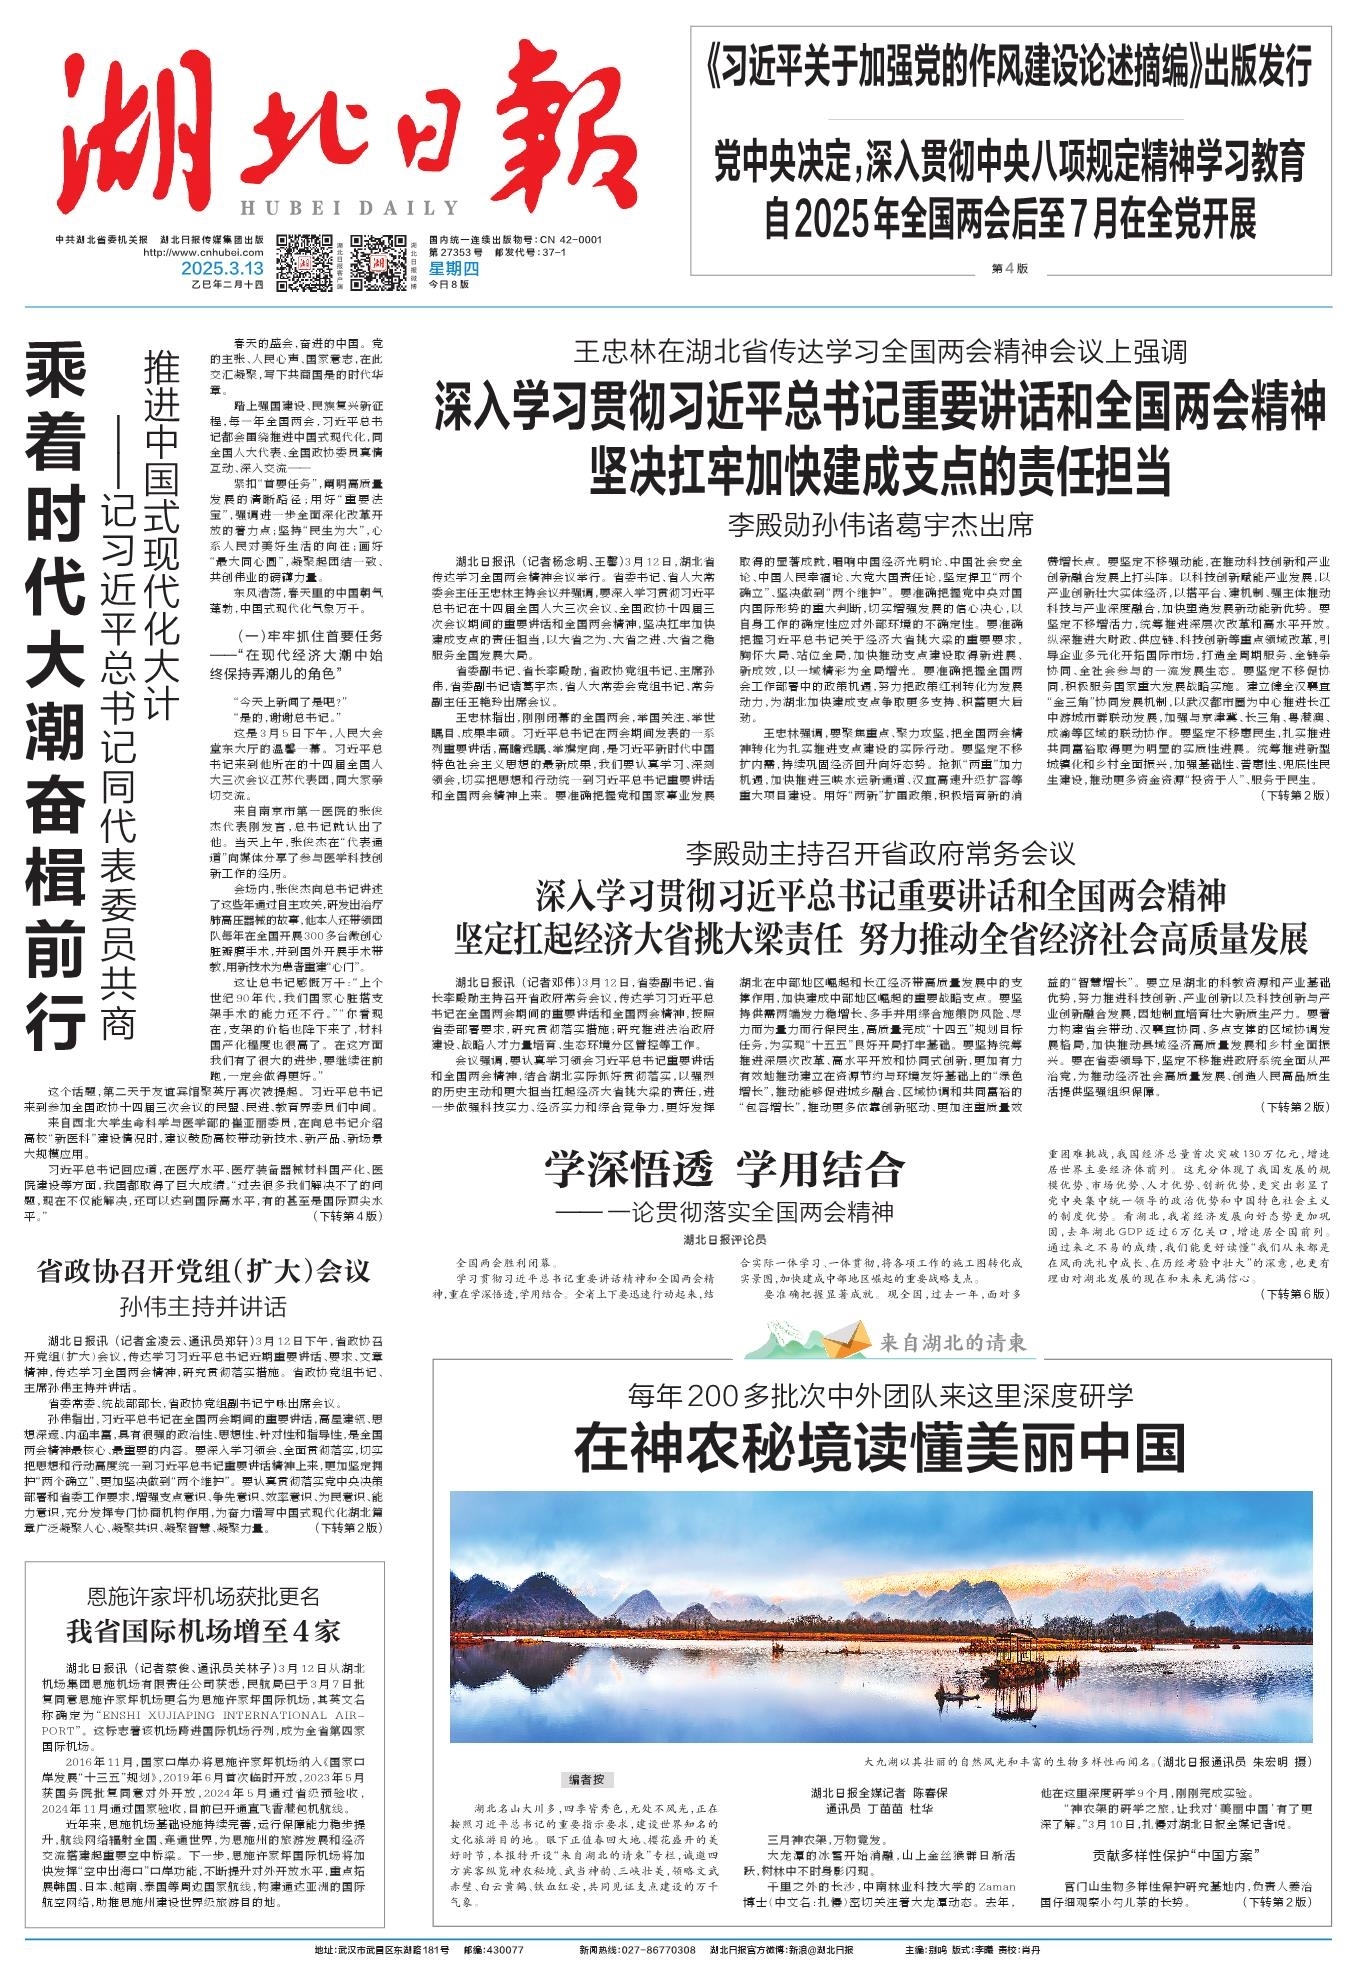 湖北日報
HUBEI DAILY
中共湖北省委机关报 湖北日报传媒集团出版
http://www.cnhubei.com
2025.3.13
乙巳年二月十四
湖北日报客户端
湖北日报微博
国内统一连续出版物号:CN 42-0001
第27353号 邮发代号:37-1
星期四
今日8版
《习近平关于加强党的作风建设论述摘编》出版发行
党中央决定,深入贯彻中央八项规定精神学习教育
自2025年全国两会后至7月在全党开展
第4版
乘着时代大潮奋楫前行
推进中国式现代化大计
——记习近平总书记同代表委员共商
春天的盛会,奋进的中国。党
的主张、人民心声、国家意志,在此
交汇凝聚,写下共商国是的时代华
章。
踏上强国建设、民族复兴新征
程,每一年全国两会,习近平总书
记都会围绕推进中国式现代化,同
全国人大代表、全国政协委员真情
互动、深入交流——
紧扣“首要任务”,阐明高质量
发展的清晰路径;用好“重要法
宝”,强调进一步全面深化改革开
放的着力点;坚持“民生为大”,心
系人民对美好生活的向往;画好
“最大同心圆”,凝聚起团结一致、
共创伟业的磅礴力量。
东风浩荡,春天里的中国朝气
蓬勃,中国式现代化气象万千。
(一)牢牢抓住首要任务
——“在现代经济大潮中始
终保持弄潮儿的角色”
“今天上新闻了是吧?”
“是的,谢谢总书记。”
这是3月5日下午,人民大会
堂东大厅的温馨一幕。习近平总
书记来到他所在的十四届全国人
大三次会议江苏代表团,同大家亲
切交流。
来自南京市第一医院的张俊
杰代表刚发言,总书记就认出了
他。当天上午,张俊杰在“代表通
道”向媒体分享了参与医学科技创
新工作的经历。
会场内,张俊杰向总书记讲述
了这些年通过自主攻关,研发出治疗
肺高压器械的故事,他本人还带领团
队每年在全国开展300多台微创心
脏瓣膜手术,并到国外开展手术带
教,用新技术为患者重建“心门”。
这让总书记感慨万千:“上个
世纪90年代,我们国家心脏搭支
架手术的能力还不行。”“你看现
在,支架的价格也降下来了,材料
国产化程度也很高了。在这方面
我们有了很大的进步,要继续往前
跑,一定会做得更好。”
这个话题,第二天于友谊宾馆聚英厅再次被提起。习近平总书记
来到参加全国政协十四届三次会议的民盟、民进、教育界委员们中间。
来自西北大学生命科学与医学部的崔亚丽委员,在向总书记介绍
高校“新医科”建设情况时,建议鼓励高校带动新技术、新产品、新场景
大规模应用。
习近平总书记回应道,在医疗水平、医疗装备器械材料国产化、医
院建设等方面,我国都取得了巨大成绩。“过去很多我们解决不了的问
题,现在不仅能解决,还可以达到国际高水平,有的甚至是国际顶尖水
平。” (下转第4版)
省政协召开党组(扩大)会议
孙伟主持并讲话
湖北日报讯 (记者金凌云、通讯员郑轩)3月12日下午,省政协召
开党组(扩大)会议,传达学习习近平总书记近期重要讲话、要求、文章
精神,传达学习全国两会精神,研究贯彻落实措施。省政协党组书记、
主席孙伟主持并讲话。
省委常委、统战部部长,省政协党组副书记宁咏出席会议。
孙伟指出,习近平总书记在全国两会期间的重要讲话,高屋建瓴、思
想深邃、内涵丰富,具有很强的政治性、思想性、针对性和指导性,是全国
两会精神最核心、最重要的内容。要深入学习领会、全面贯彻落实,切实
把思想和行动高度统一到习近平总书记重要讲话精神上来,更加坚定拥
护“两个确立”、更加坚决做到“两个维护”。要认真贯彻落实党中央决策
部署和省委工作要求,增强支点意识、争先意识、效率意识、为民意识、能
力意识,充分发挥专门协商机构作用,为奋力谱写中国式现代化湖北篇
章广泛凝聚人心、凝聚共识、凝聚智慧、凝聚力量。 (下转第2版)
恩施许家坪机场获批更名
我省国际机场增至4家
湖北日报讯 (记者蔡俊、通讯员关林子)3月12日从湖北
机场集团恩施机场有限责任公司获悉,民航局已于3月7日批
复同意恩施许家坪机场更名为恩施许家坪国际机场,其英文名
称确定为“ENSHI XUJIAPING INTERNATIONAL AIR-
PORT”。这标志着该机场跨进国际机场行列,成为全省第四家
国际机场。
2016年11月,国家口岸办将恩施许家坪机场纳入《国家口
岸发展“十三五”规划》,2019年6月首次临时开放,2023年5月
获国务院批复同意对外开放,2024年5月通过省级预验收,
2024年11月通过国家验收,目前已开通直飞香港包机航线。
近年来,恩施机场基础设施持续完善,运行保障能力稳步提
升,航线网络辐射全国、连通世界,为恩施州的旅游发展和经济
交流搭建起重要空中桥梁。下一步,恩施许家坪国际机场将加
快发挥“空中出海口”口岸功能,不断提升对外开放水平,重点拓
展韩国、日本、越南、泰国等周边国家航线,构建通达亚洲的国际
航空网络,助推恩施州建设世界级旅游目的地。
王忠林在湖北省传达学习全国两会精神会议上强调
深入学习贯彻习近平总书记重要讲话和全国两会精神
坚决扛牢加快建成支点的责任担当
李殿勋孙伟诸葛宇杰出席
湖北日报讯 (记者杨念明、王馨)3月12日,湖北省
传达学习全国两会精神会议举行。省委书记、省人大常
委会主任王忠林主持会议并强调,要深入学习贯彻习近平
总书记在十四届全国人大三次会议、全国政协十四届三
次会议期间的重要讲话和全国两会精神,坚决扛牢加快
建成支点的责任担当,以大省之为、大省之进、大省之稳
服务全国发展大局。
省委副书记、省长李殿勋,省政协党组书记、主席孙
伟,省委副书记诸葛宇杰,省人大常委会党组书记、常务
副主任王艳玲出席会议。
王忠林指出,刚刚闭幕的全国两会,举国关注、举世
瞩目、成果丰硕。习近平总书记在两会期间发表的一系
列重要讲话,高瞻远瞩、举旗定向,是习近平新时代中国
特色社会主义思想的最新成果,我们要认真学习、深刻
领会,切实把思想和行动统一到习近平总书记重要讲话
和全国两会精神上来。要准确把握党和国家事业发展
取得的显著成就,唱响中国经济光明论、中国社会安全
论、中国人民幸福论、大党大国责任论,坚定捍卫“两个
确立”、坚决做到“两个维护”。要准确把握党中央对国
内国际形势的重大判断,切实增强发展的信心决心,以
自身工作的确定性应对外部环境的不确定性。要准确
把握习近平总书记关于经济大省挑大梁的重要要求,
胸怀大局、站位全局,加快推动支点建设取得新进展、
新成效,以一域精彩为全局增光。要准确把握全国两
会工作部署中的政策机遇,努力把政策红利转化为发展
动力,为湖北加快建成支点争取更多支持、积蓄更大后
劲。
王忠林强调,要聚焦重点、聚力攻坚,把全国两会精
神转化为扎实推进支点建设的实际行动。要坚定不移
扩内需,持续巩固经济回升向好态势。抢抓“两重”加力
机遇,加快推进三峡水运新通道、汉宜高速升级扩容等
重大项目建设。用好“两新”扩围政策,积极培育新的消
费增长点。要坚定不移强动能,在推动科技创新和产业
创新融合发展上打头阵。以科技创新赋能产业发展,以
产业创新壮大实体经济,以搭平台、建机制、强主体推动
科技与产业深度融合,加快塑造发展新动能新优势。要
坚定不移增活力,统筹推进深层次改革和高水平开放。
纵深推进大财政、供应链、科技创新等重点领域改革,引
导企业多元化开拓国际市场,打造全周期服务、全链条
协同、全社会参与的一流发展生态。要坚定不移促协
同,积极服务国家重大发展战略实施。建立健全汉襄宜
“金三角”协同发展机制,以武汉都市圈为中心推进长江
中游城市群联动发展,加强与京津冀、长三角、粤港澳、
成渝等区域的联动协作。要坚定不移惠民生,扎实推进
共同富裕取得更为明显的实质性进展。统筹推进新型
城镇化和乡村全面振兴,加强基础性、普惠性、兜底性民
生建设,推动更多资金资源“投资于人”、服务于民生。
(下转第2版)
李殿勋主持召开省政府常务会议
深入学习贯彻习近平总书记重要讲话和全国两会精神
坚定扛起经济大省挑大梁责任 努力推动全省经济社会高质量发展
湖北日报讯 (记者邓伟)3月12日,省委副书记、省
长李殿勋主持召开省政府常务会议,传达学习习近平总
书记在全国两会期间的重要讲话和全国两会精神,按照
省委部署要求,研究贯彻落实措施;研究推进法治政府
建设、战略人才力量培育、生态环境分区管控等工作。
会议强调,要认真学习领会习近平总书记重要讲话
和全国两会精神,结合湖北实际抓好贯彻落实,以强烈
的历史主动和更大担当扛起经济大省挑大梁的责任,进
一步做强科技实力、经济实力和综合竞争力,更好发挥
湖北在中部地区崛起和长江经济带高质量发展中的支
撑作用,加快建成中部地区崛起的重要战略支点。要坚
持供需两端发力稳增长、多手并用综合施策防风险、尽
力而为量力而行保民生,高质量完成“十四五”规划目标
任务,为实现“十五五”良好开局打牢基础。要坚持统筹
推进深层次改革、高水平开放和协同式创新,更加有力
有效地推动建立在资源节约与环境友好基础上的“绿色
增长”,推动能够促进城乡融合、区域协调和共同富裕的
“包容增长”,推动更多依靠创新驱动、更加注重质量效
益的“智慧增长”。要立足湖北的科教资源和产业基础
优势,努力推进科技创新、产业创新以及科技创新与产
业创新融合发展,因地制宜培育壮大新质生产力。要着
力构建省会带动、汉襄宜协同、多点支撑的区域协调发
展格局,加快推动县域经济高质量发展和乡村全面振
兴。要在省委领导下,坚定不移推进政府系统全面从严
治党,为推动经济社会高质量发展、创造人民高品质生
活提供坚强组织保障。
(下转第2版)
学深悟透 学用结合
——一论贯彻落实全国两会精神
湖北日报评论员
全国两会胜利闭幕。
学习贯彻习近平总书记重要讲话精神和全国两会精
神,重在学深悟透,学用结合。全省上下要迅速行动起来,结
合实际一体学习、一体贯彻,将各项工作的施工图转化成
实景图,加快建成中部地区崛起的重要战略支点。
要准确把握显著成就。观全国,过去一年,面对多
重困难挑战,我国经济总量首次突破130万亿元,增速
居世界主要经济体前列。这充分体现了我国发展的规
模优势、市场优势、人才优势、创新优势,更突出彰显了
党中央集中统一领导的政治优势和中国特色社会主义
的制度优势。看湖北,我省经济发展向好态势更加巩
固,去年湖北GDP迈过6万亿关口,增速居全国前列。
通过来之不易的成绩,我们能更好读懂“我们从来都是
在风雨洗礼中成长、在历经考验中壮大”的深意,也更有
理由对湖北发展的现在和未来充满信心。
(下转第6版)
来自湖北的请柬
每年200多批次中外团队来这里深度研学
在神农秘境读懂美丽中国
大九湖以其壮丽的自然风光和丰富的生物多样性而闻名。(湖北日报通讯员 朱宏明 摄)
编者按
湖北名山大川多,四季皆秀色,无处不风光,正在
按照习近平总书记的重要指示要求,建设世界知名的
文化旅游目的地。眼下正值春回大地、樱花盛开的美
好时节,本报特开设“来自湖北的请柬”专栏,诚邀四
方宾客纵览神农秘境、武当神韵、三峡壮美,领略文武
赤壁、白云黄鹤、铁血红安,共同见证支点建设的万千
气象。
湖北日报全媒记者 陈春保
通讯员 丁苗苗 杜华
三月神农架,万物竞发。
大龙潭的冰雪开始消融,山上金丝猴群日渐活
跃,树林中不时身影闪现。
千里之外的长沙,中南林业科技大学的Zaman
博士(中文名:扎僈)密切关注着大龙潭动态。去年,
他在这里深度研学9个月,刚刚完成实验。
“神农架的研学之旅,让我对‘美丽中国’有了更
深了解。”3月10日,扎僈对湖北日报全媒记者说。
贡献多样性保护“中国方案”
官门山生物多样性保护研究基地内,负责人姜治
国仔细观察小勾儿茶的长势。 (下转第2版)
地址:武汉市武昌区东湖路181号 邮编:430077 新闻热线:027-86770308 湖北日报官方微博:新浪@湖北日报 主编:别鸣 版式:李曦 责校:肖丹